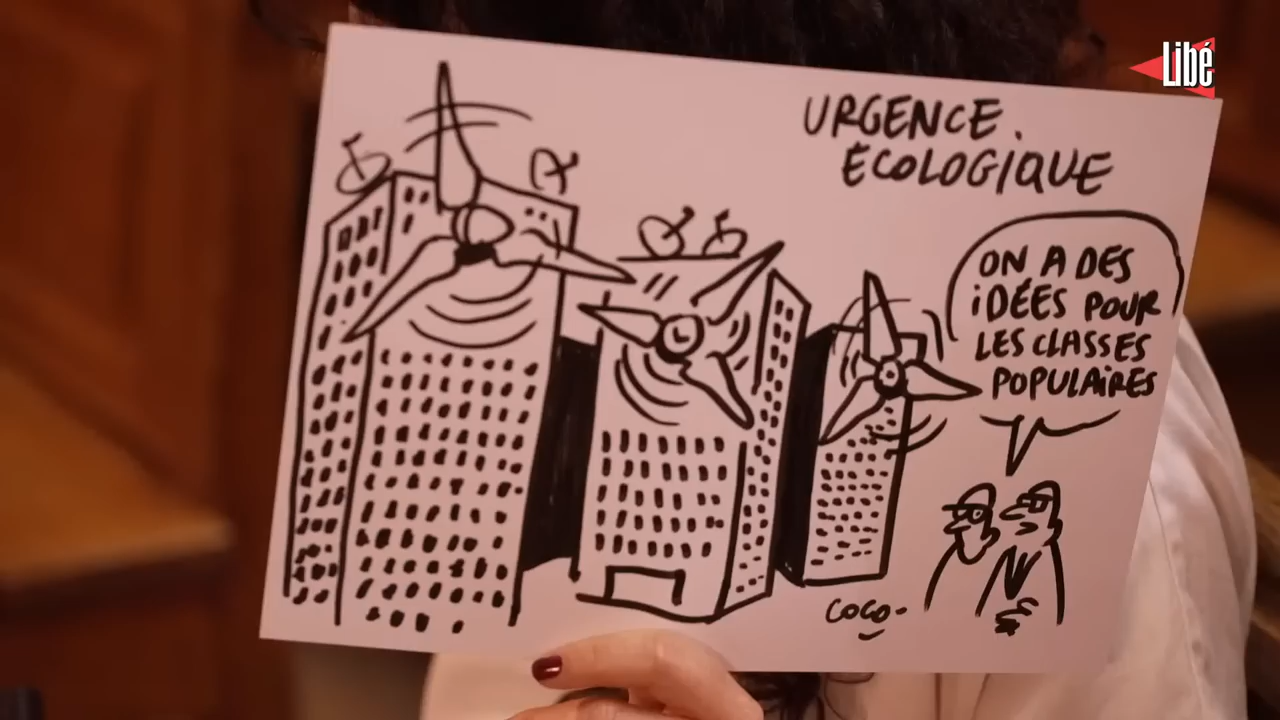 Libé
URGENCE
ÉCOLOGIQUE
ON A DES
iDÉES POUR
LES CLASSES
POPULAiRES
COCO